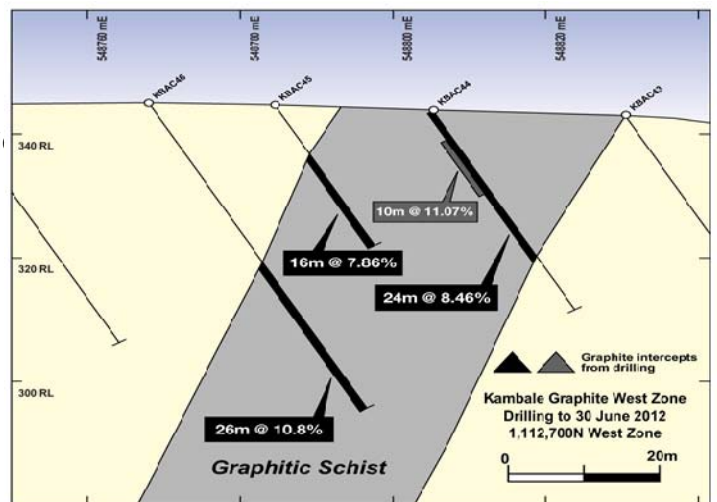 548760 mE
548780 mE
548800 mE
548820 mE
KBAC46
KBAC45
KBAC44
KBAC43
340 RL
10m @ 11.07%
16m @ 7.86%
320 RL
24m @ 8.46%
Graphite intercepts
from drilling
300 RL
Kambale Graphite West Zone
Drilling to 30 June 2012
1,112,700N West Zone
26m @ 10.8%
0
20m
Graphitic Schist